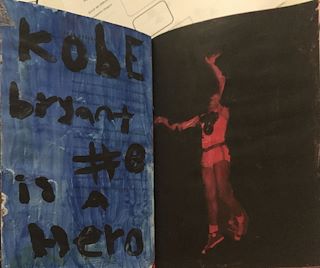 KobE
bryant
#8
is a
Hero